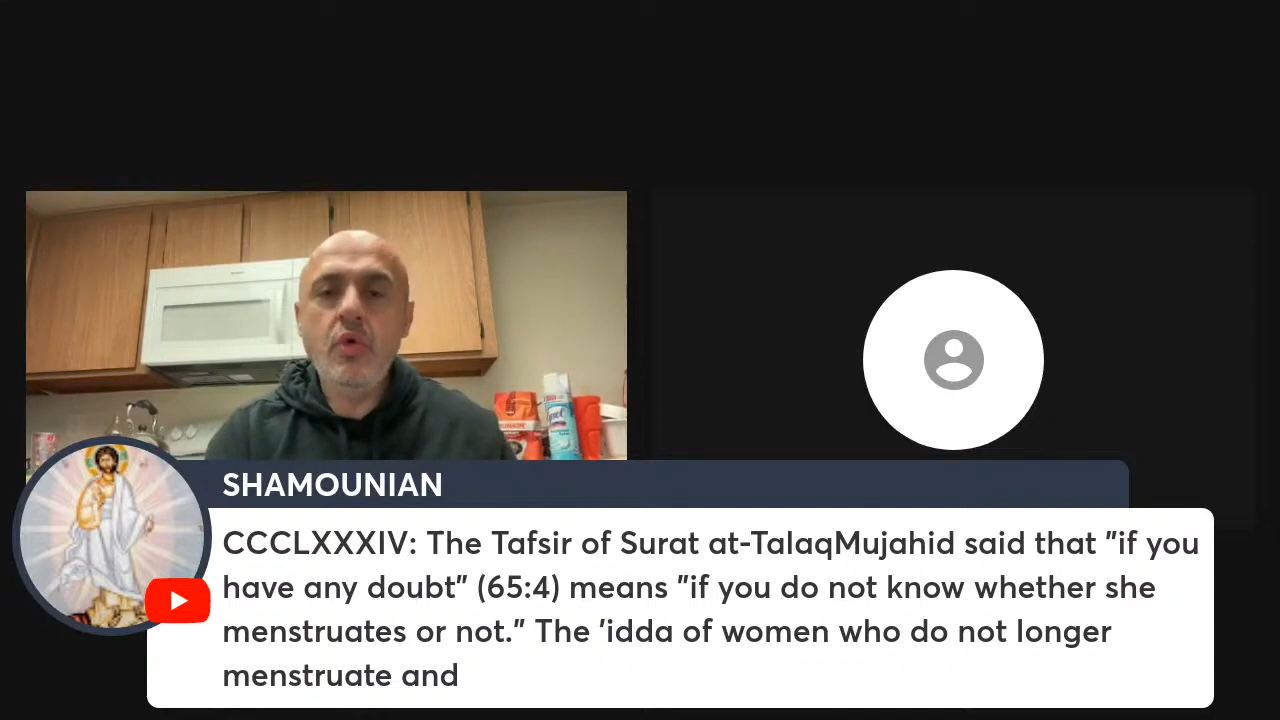 SHAMOUNIAN
CCCLXXXIV: The Tafsir of Surat at-TalaqMujahid said that "if you
have any doubt" (65:4) means "if you do not know whether she
menstruates or not." The 'idda of women who do not longer
menstruate and